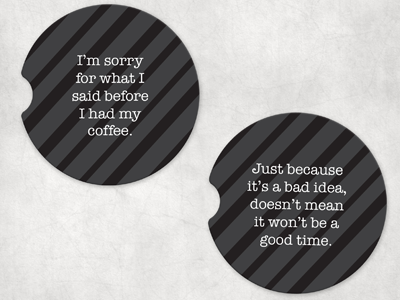 I'm sorry
for what I
said before
I had my
coffee.
Just because
it's a bad idea,
doesn't mean
it won't be a
good time.